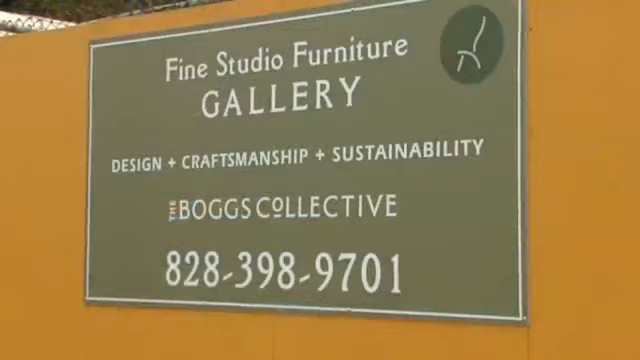 Fine Studio Furniture
GALLERY
DESIGN + CRAFTSMANSHIP + SUSTAINABILITY
THE BOGGS COLLECTIVE
828-398-9701